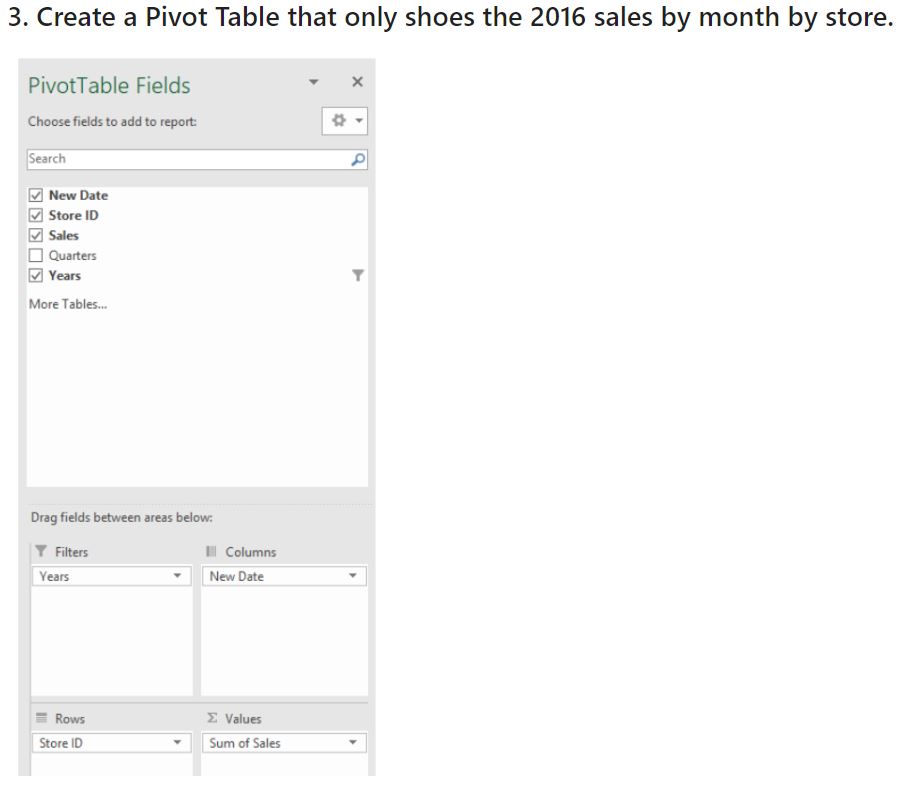 3. Create a Pivot Table that only shoes the 2016 sales by month by store.
PivotTable Fields
Choose fields to add to report:
Search
New Date
Store ID
Sales
Quarters
Years
More Tables...
Drag fields between areas below:
Filters
Columns
Years
New Date
Rows
Σ Values
Store ID
Sum of Sales